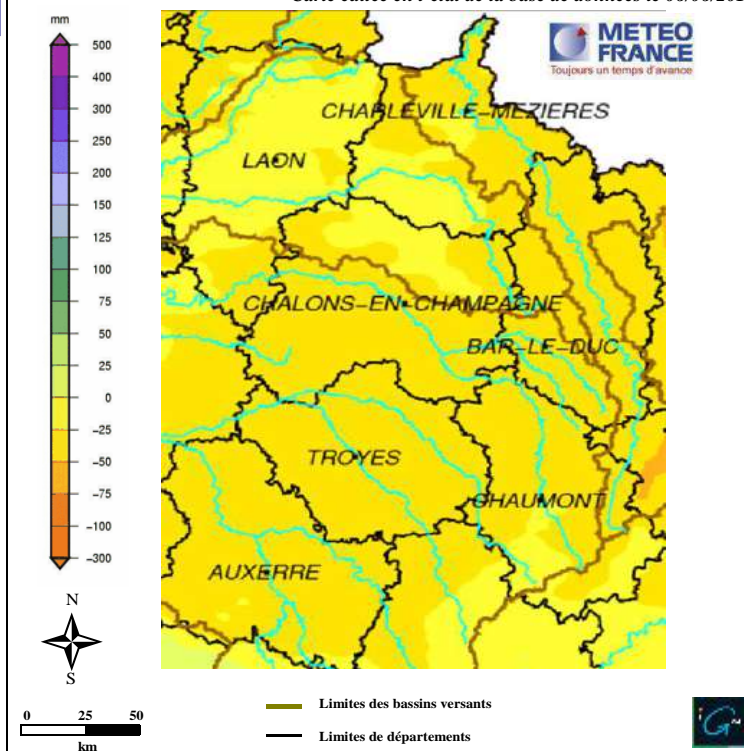 mm
500
400
300
250
200
150
125
100
75
50
25
0
−25
−50
−75
−100
−300
METEO
FRANCE
Toujours un temps d'avance
CHARLEVILLE−MEZIERES
LAON
CHALONS−EN−CHAMPAGNE
BAR−LE−DUC
TROYES
CHAUMONT
AUXERRE
N
S
0 25 50
km
Limites des bassins versants
Limites de départements